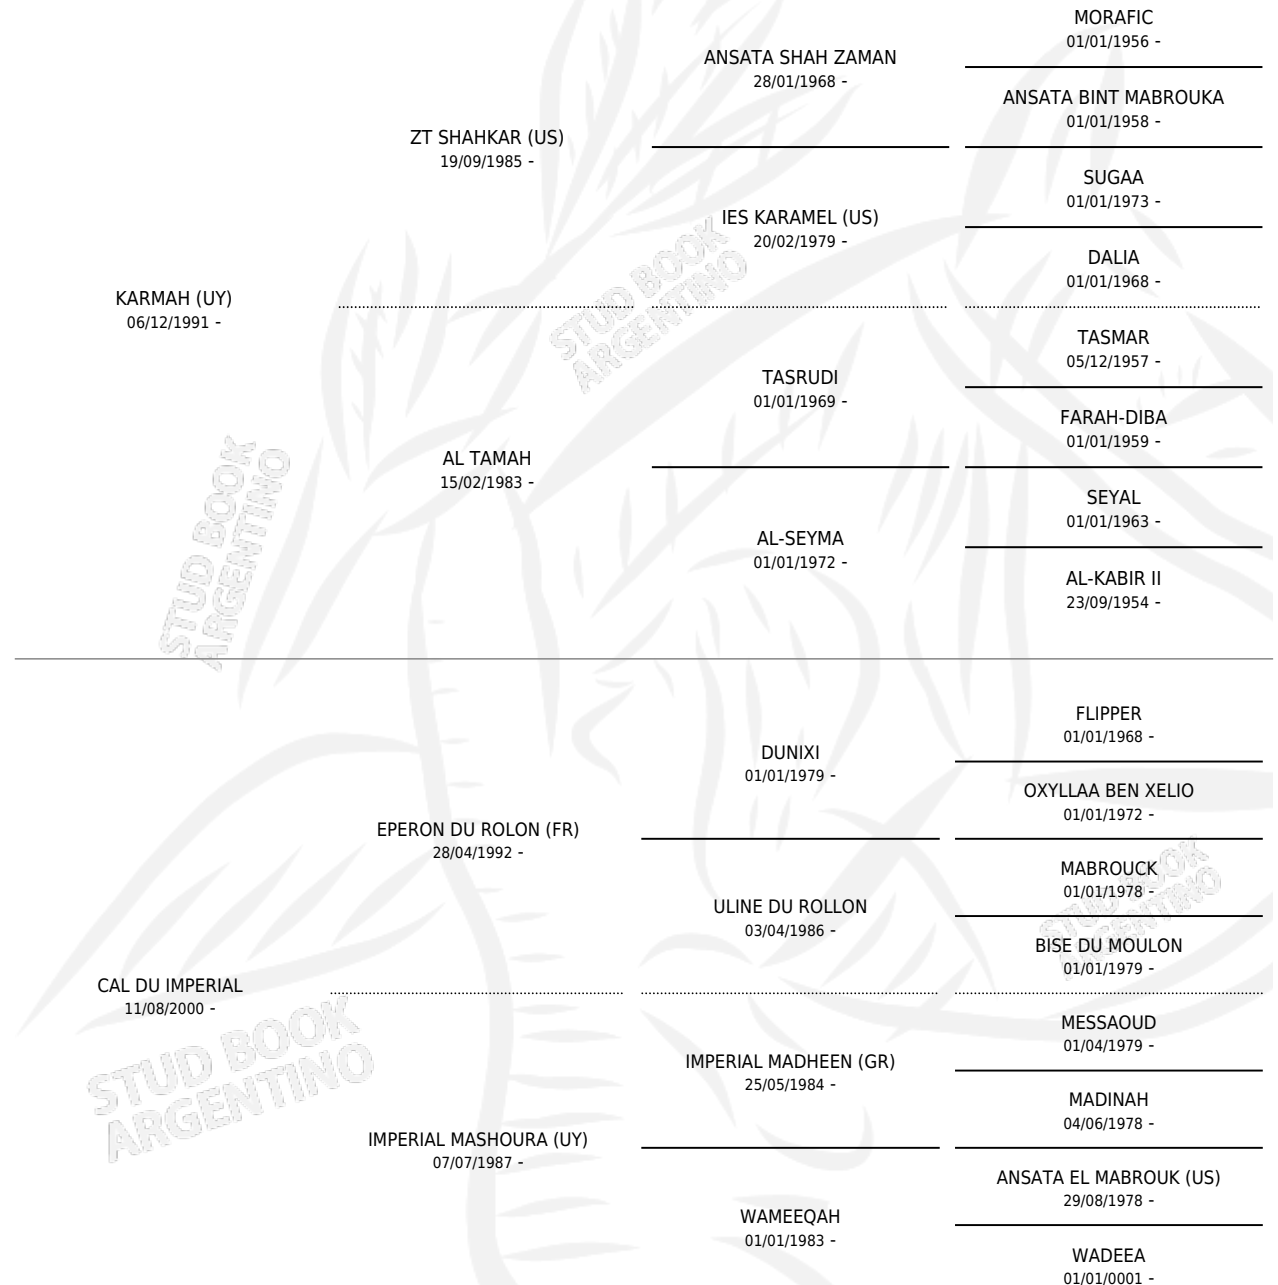 MORAFIC
01/01/1956 -
ANSATA SHAH ZAMAN
28/01/1968 -
ANSATA BINT MABROUKA
01/01/1958 -
ZT SHAHKAR (US)
19/09/1985 -
SUGAA
01/01/1973 -
IES KARAMEL (US)
20/02/1979 -
DALIA
01/01/1968 -
KARMAH (UY)
06/12/1991 -
TASMAR
05/12/1957 -
TASRUDI
01/01/1969 -
FARAH-DIBA
01/01/1959 -
AL TAMAH
15/02/1983 -
SEYAL
01/01/1963 -
AL-SEYMA
01/01/1972 -
AL-KABIR II
23/09/1954 -
STUD BOOK
ARGENTINO
STUD BOOK
ARGENTINO
FLIPPER
01/01/1968 -
DUNIXI
01/01/1979 -
OXYLLAA BEN XELIO
01/01/1972 -
EPERON DU ROLON (FR)
28/04/1992 -
MABROUCK
01/01/1978 -
ULINE DU ROLLON
03/04/1986 -
BISE DU MOULON
01/01/1979 -
CAL DU IMPERIAL
11/08/2000 -
MESSAOUD
01/04/1979 -
IMPERIAL MADHEEN (GR)
25/05/1984 -
MADINAH
04/06/1978 -
IMPERIAL MASHOURA (UY)
07/07/1987 -
ANSATA EL MABROUK (US)
29/08/1978 -
WAMEEQAH
01/01/1983 -
WADEEA
01/01/0001 -
STUD BOOK
ARGENTINO
STUD BOOK
ARGENTINO